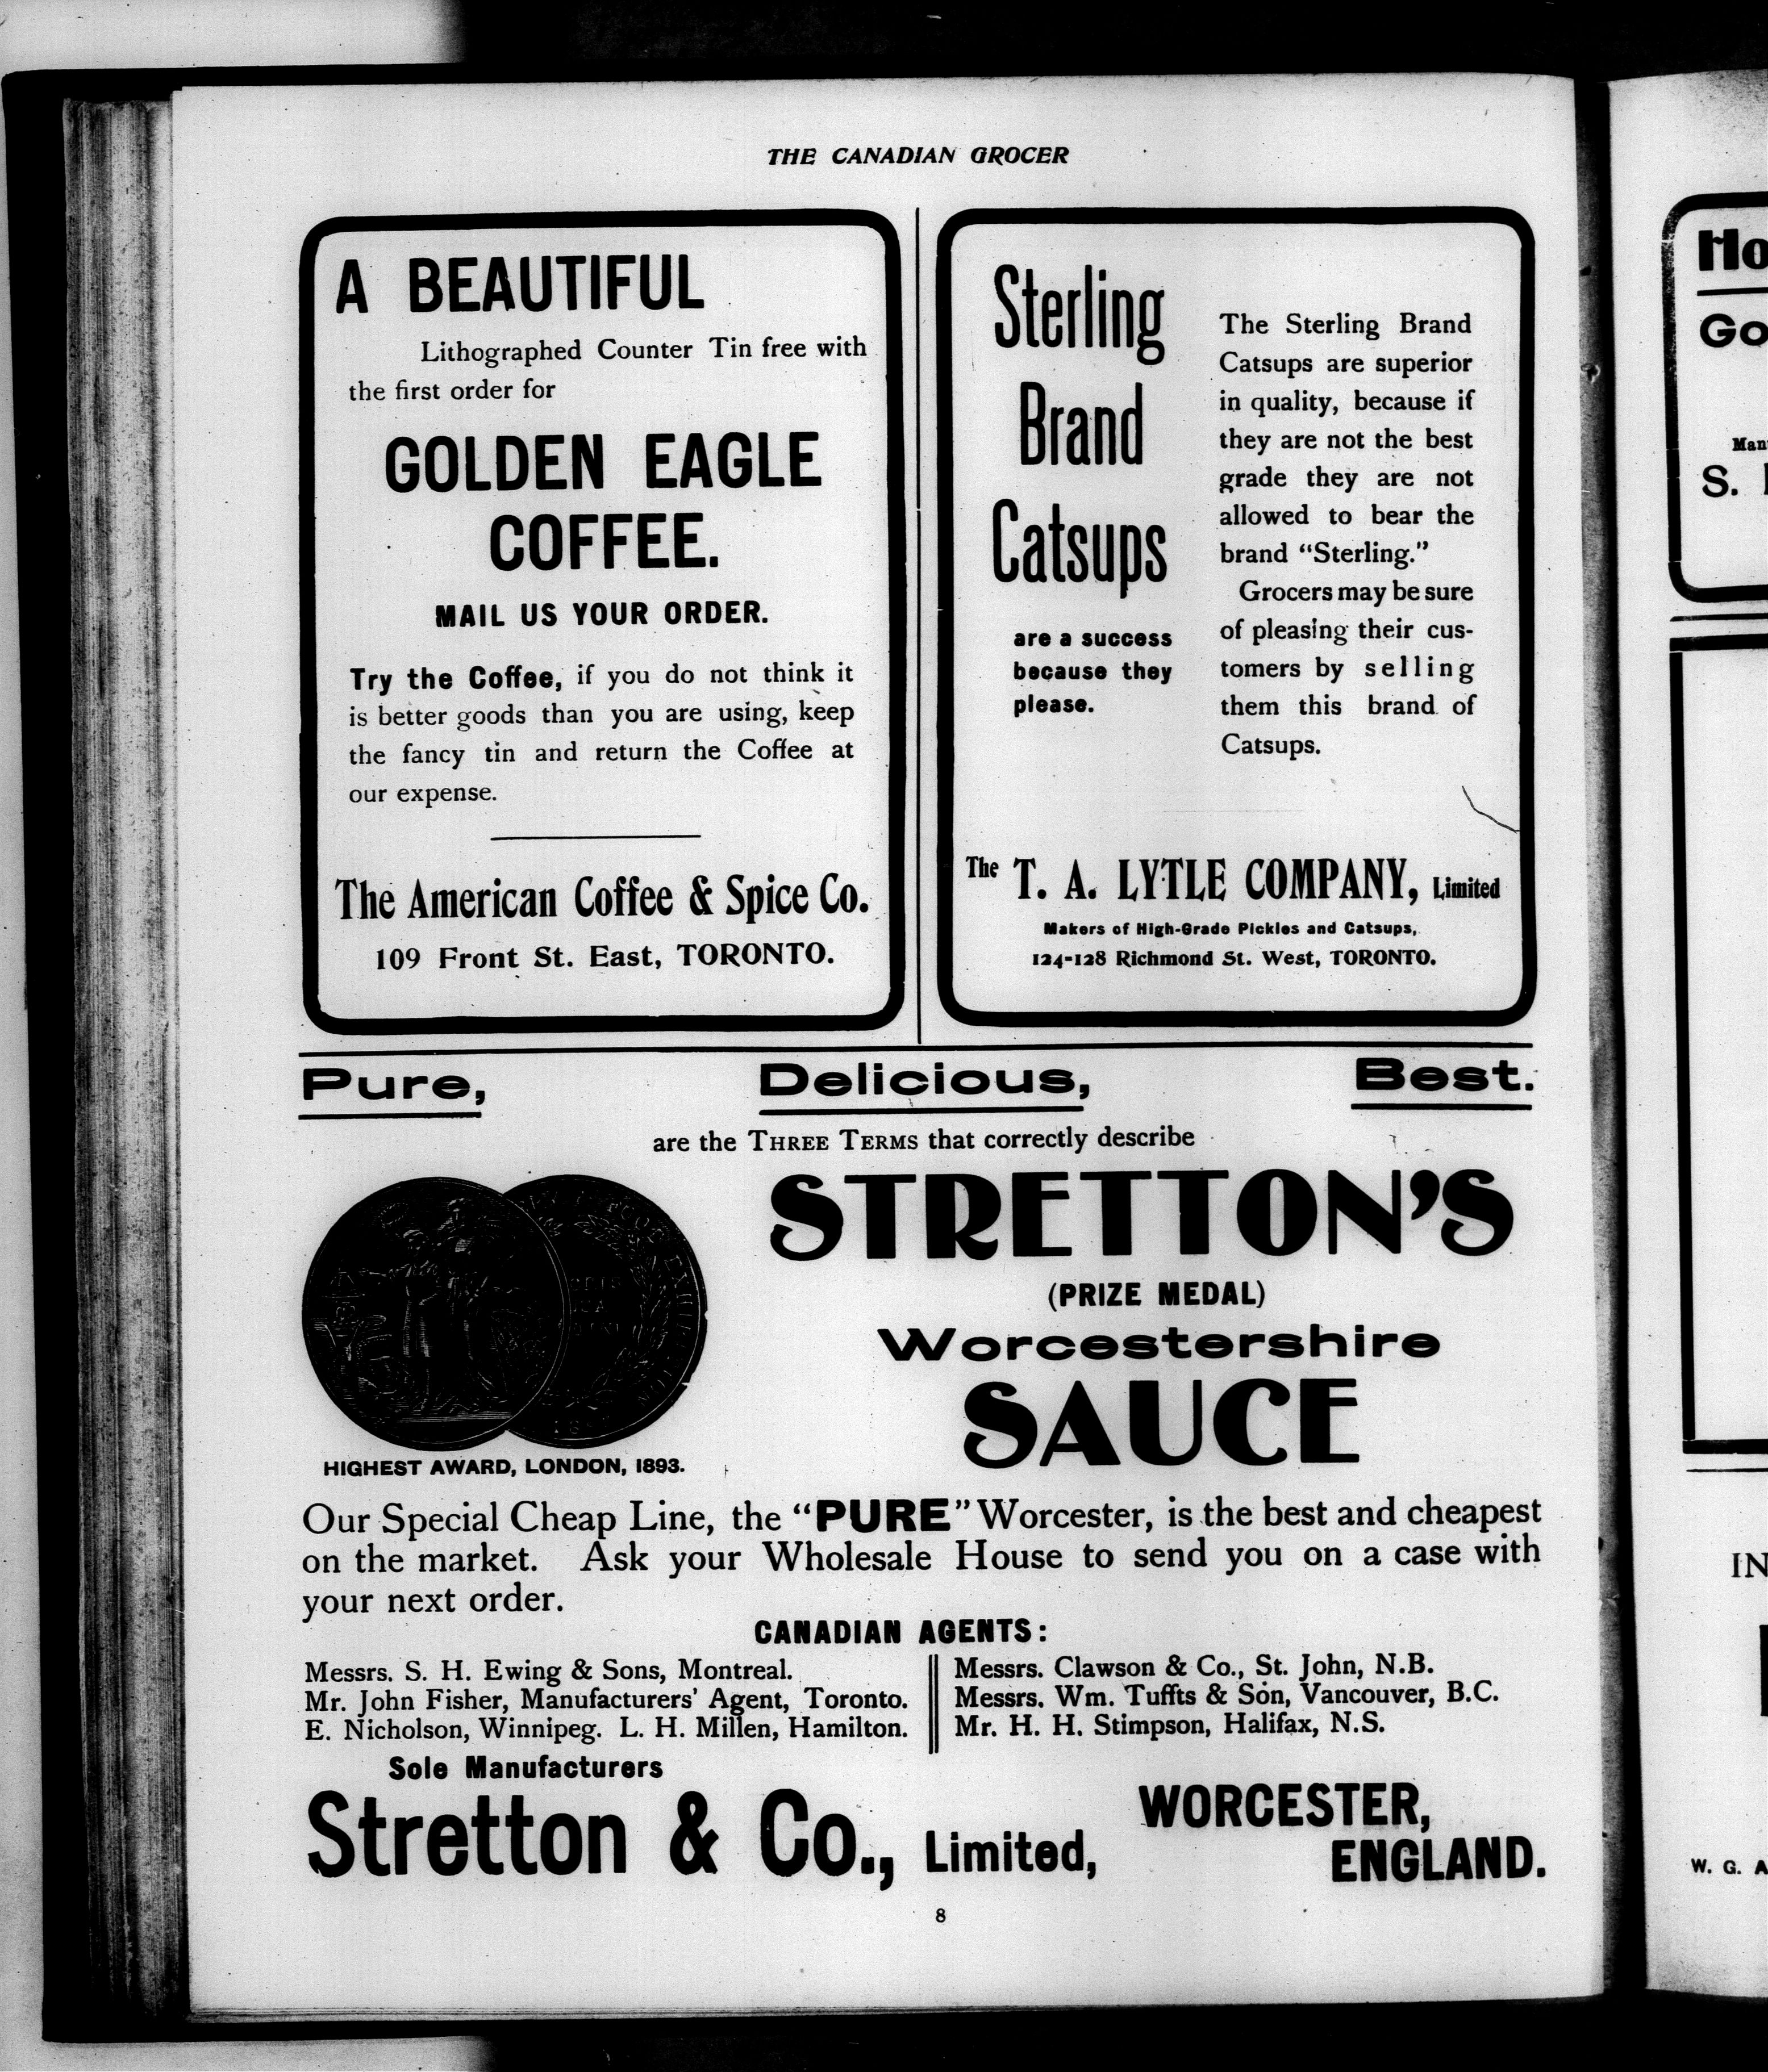 THE CANADIAN GROCER
A BEAUTIFUL
Lithographed Counter Tin free with
the first order for
GOLDEN EAGLE
COFFEE.
MAIL US YOUR ORDER.
Try the Coffee, if you do not think it
is better goods than you are using, keep
the fancy tin and return the Coffee at
our expense.
The American Coffee & Spice Co.
109 Front St. East, TORONTO.
Sterling
Brand
Catsups
are a success
because they
please.
The Sterling Brand
Catsups are superior
in quality, because if
they are not the best
grade they are not
allowed to bear the
brand “Sterling.”
Grocers may be sure
of pleasing their cus-
tomers by selling
them this brand of
Catsups.
The T. A. LYTLE COMPANY, Limited
Makers of High-Grade Pickles and Catsups,
124-128 Richmond St. West, TORONTO.
Pure, Delicious, Best.
are the THREE TERMS that correctly describe
STRETTON'S
(PRIZE MEDAL)
Worcestershire
SAUCE
HIGHEST AWARD, LONDON, 1893.
Our Special Cheap Line, the “PURE” Worcester, is the best and cheapest
on the market. Ask your Wholesale House to send you on a case with
your next order.
CANADIAN AGENTS:
Messrs. S. H. Ewing & Sons, Montreal.
Mr. John Fisher, Manufacturers' Agent, Toronto.
E. Nicholson, Winnipeg. L. H. Millen, Hamilton.
Messrs. Clawson & Co., St. John, N.B.
Messrs. Wm. Tuffts & Son, Vancouver, B.C.
Mr. H. H. Stimpson, Halifax, N.S.
Sole Manufacturers
Stretton & Co., Limited, WORCESTER,
ENGLAND.
8
Ho
Go
Man
S.
IN
W. G. A